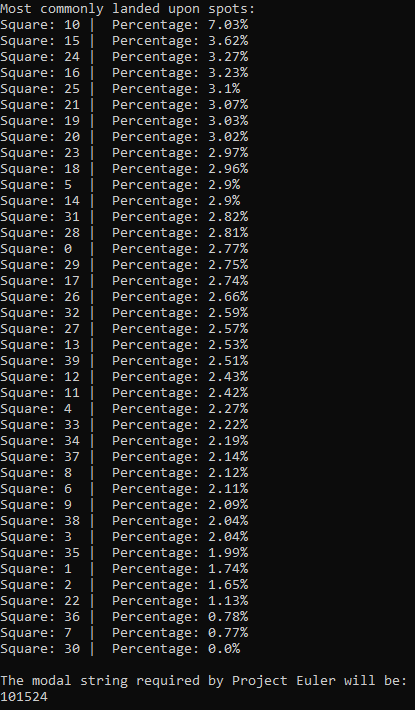 Most commonly landed upon spots:
Square: 10 |  Percentage: 7.03%
Square: 15 |  Percentage: 3.62%
Square: 24 |  Percentage: 3.27%
Square: 16 |  Percentage: 3.23%
Square: 25 |  Percentage: 3.1%
Square: 21 |  Percentage: 3.07%
Square: 19 |  Percentage: 3.03%
Square: 20 |  Percentage: 3.02%
Square: 23 |  Percentage: 2.97%
Square: 18 |  Percentage: 2.96%
Square: 5  |  Percentage: 2.9%
Square: 14 |  Percentage: 2.9%
Square: 31 |  Percentage: 2.82%
Square: 28 |  Percentage: 2.81%
Square: 0  |  Percentage: 2.77%
Square: 29 |  Percentage: 2.75%
Square: 17 |  Percentage: 2.74%
Square: 26 |  Percentage: 2.66%
Square: 32 |  Percentage: 2.59%
Square: 27 |  Percentage: 2.57%
Square: 13 |  Percentage: 2.53%
Square: 39 |  Percentage: 2.51%
Square: 12 |  Percentage: 2.43%
Square: 11 |  Percentage: 2.42%
Square: 4  |  Percentage: 2.27%
Square: 33 |  Percentage: 2.22%
Square: 34 |  Percentage: 2.19%
Square: 37 |  Percentage: 2.14%
Square: 8  |  Percentage: 2.12%
Square: 6  |  Percentage: 2.11%
Square: 9  |  Percentage: 2.09%
Square: 38 |  Percentage: 2.04%
Square: 3  |  Percentage: 2.04%
Square: 35 |  Percentage: 1.99%
Square: 1  |  Percentage: 1.74%
Square: 2  |  Percentage: 1.65%
Square: 22 |  Percentage: 1.13%
Square: 36 |  Percentage: 0.78%
Square: 7  |  Percentage: 0.77%
Square: 30 |  Percentage: 0.0%
The modal string required by Project Euler will be:
101524